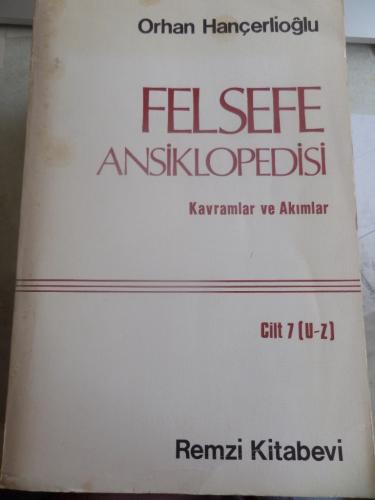 Orhan Hançerlioğlu
FELSEFE
ANSİKLOPEDİSİ
Kavramlar ve Akımlar
Cilt 7 (U-Z)
Remzi Kitabevi